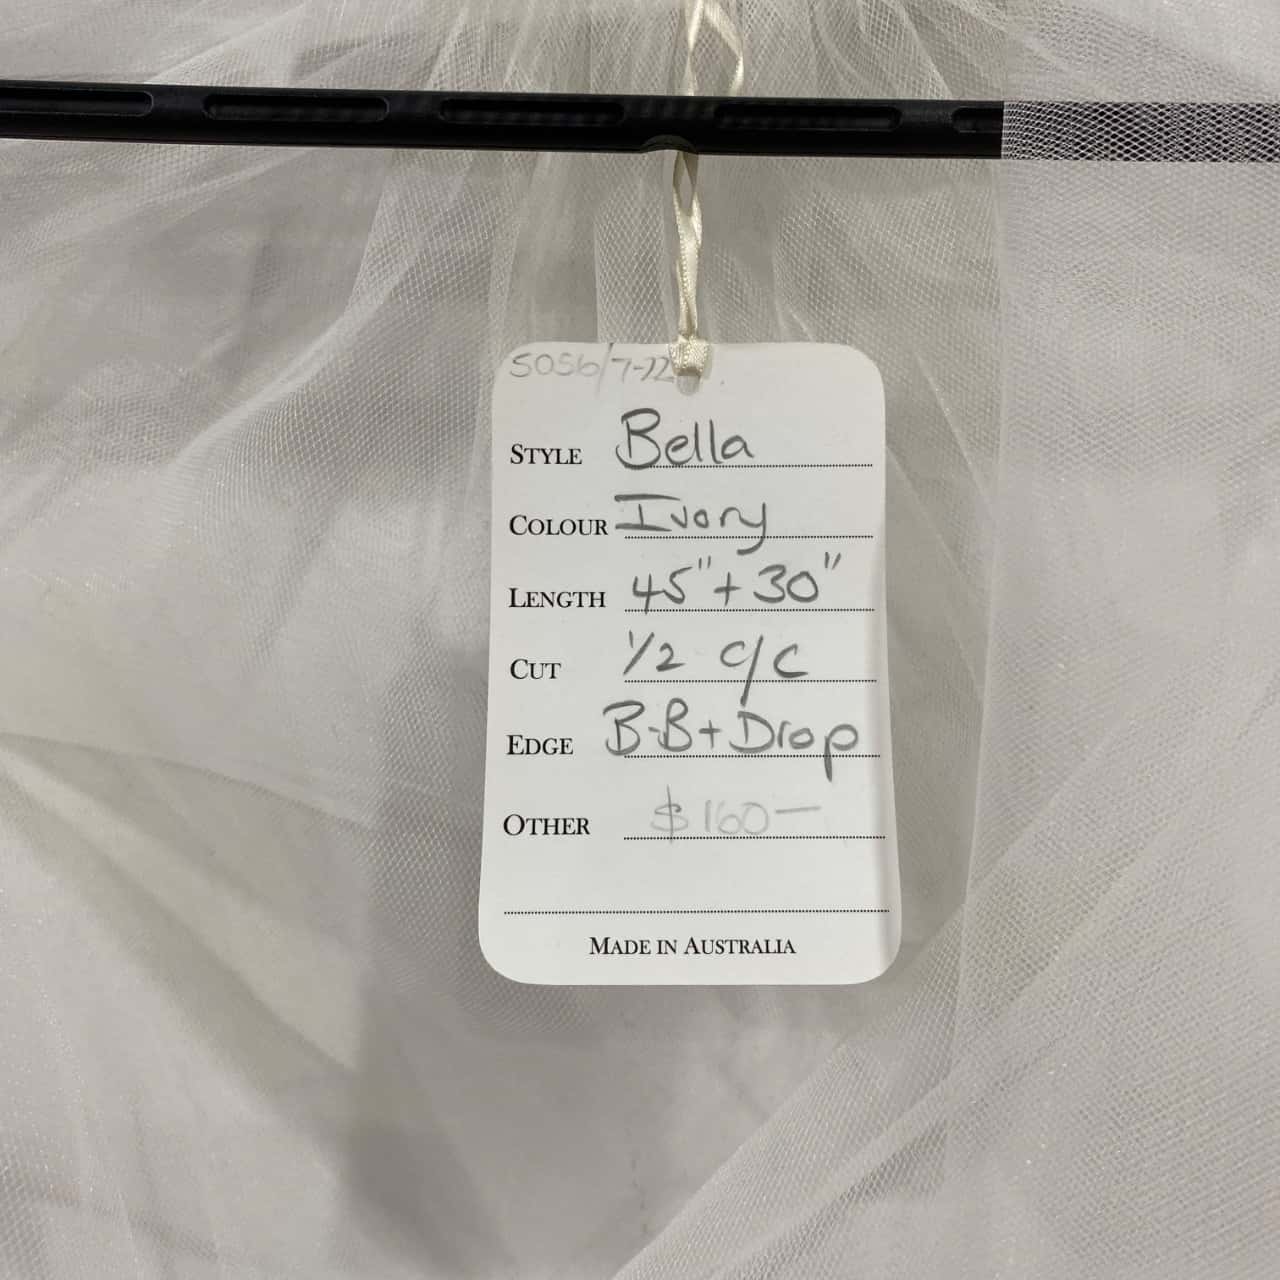 5056/7-22
STYLE Bella
COLOUR Ivory
LENGTH 45" + 30"
CUT 1/2 c/c
EDGE B-B + Drop
OTHER $160—
MADE IN AUSTRALIA